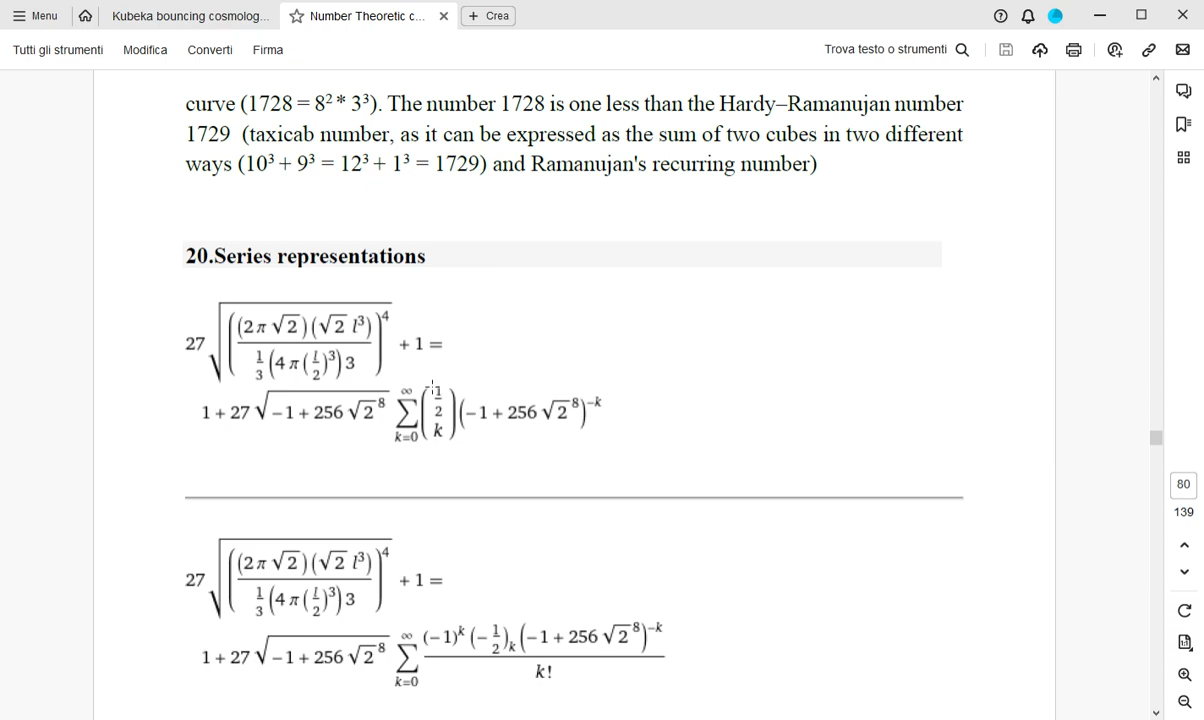 Menu Kubeka bouncing cosmolog... Number Theoretic c... Crea
Tutti gli strumenti Modifica Converti Firma Trova testo o strumenti
curve (1728 = 8² * 3³). The number 1728 is one less than the Hardy–Ramanujan number
1729 (taxicab number, as it can be expressed as the sum of two cubes in two different
ways (10³ + 9³ = 12³ + 1³ = 1729) and Ramanujan's recurring number)
20.Series representations
27 √(((2 π √2)(√2 l³))/(1/3 (4 π (l/2)³) 3))⁴ + 1 =
1 + 27 √(-1 + 256 √2⁸) ∑_{k=0}^{∞} (1/2 k) (-1 + 256 √2⁸)^{-k}
27 √(((2 π √2)(√2 l³))/(1/3 (4 π (l/2)³) 3))⁴ + 1 =
1 + 27 √(-1 + 256 √2⁸) ∑_{k=0}^{∞} ((-1)^k (-1/2)_k (-1 + 256 √2⁸)^{-k})/k!
80
139